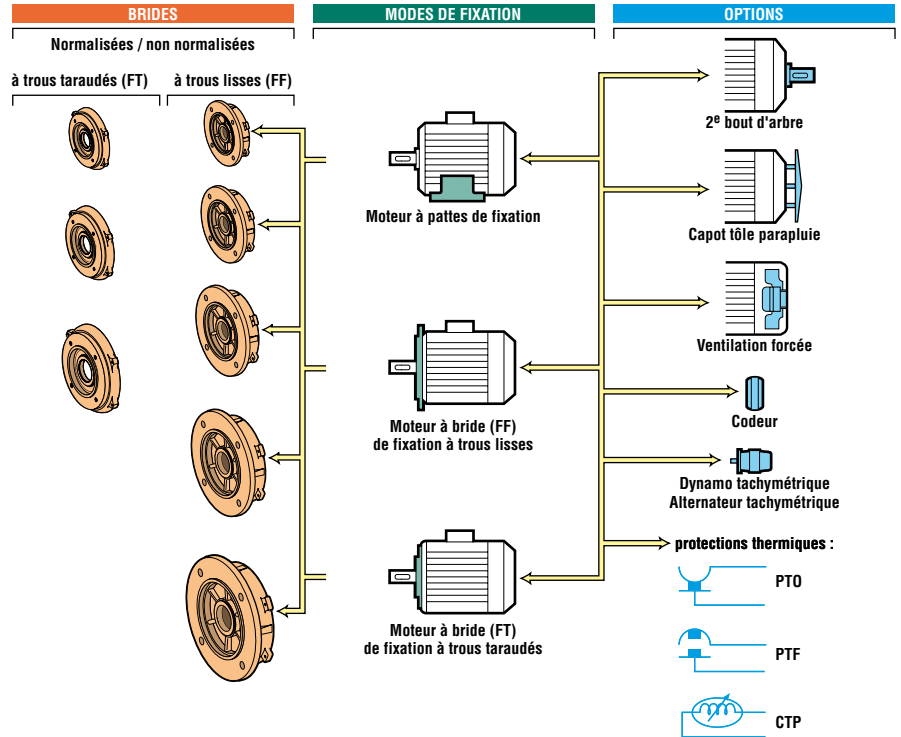 BRIDES
Normalisées / non normalisées
à trous taraudés (FT)
à trous lisses (FF)
MODES DE FIXATION
Moteur à pattes de fixation
Moteur à bride (FF)
de fixation à trous lisses
Moteur à bride (FT)
de fixation à trous taraudés
OPTIONS
2e bout d'arbre
Capot tôle parapluie
Ventilation forcée
Codeur
Dynamo tachymétrique
Alternateur tachymétrique
protections thermiques :
PTO
PTF
CTP